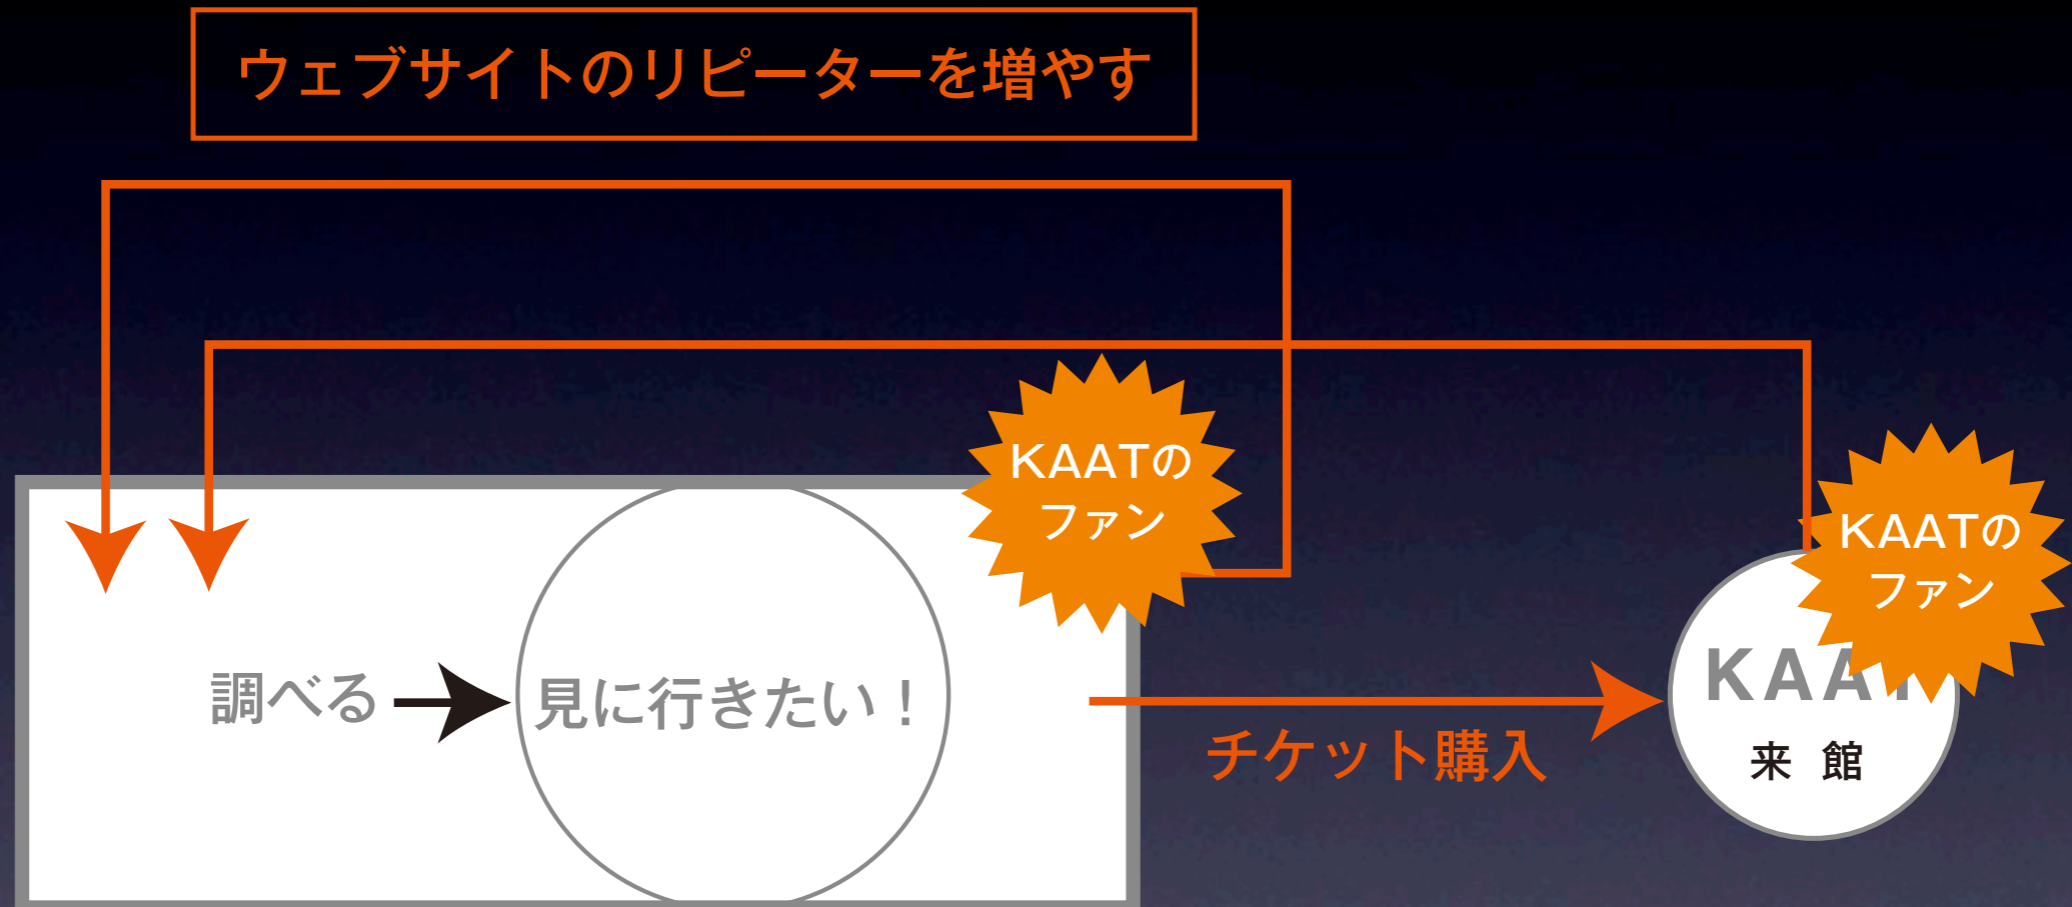 ウェブサイトのリピーターを増やす
KAATの
ファン
KAATの
ファン
調べる
見に行きたい！
チケット購入
KAAT
来館